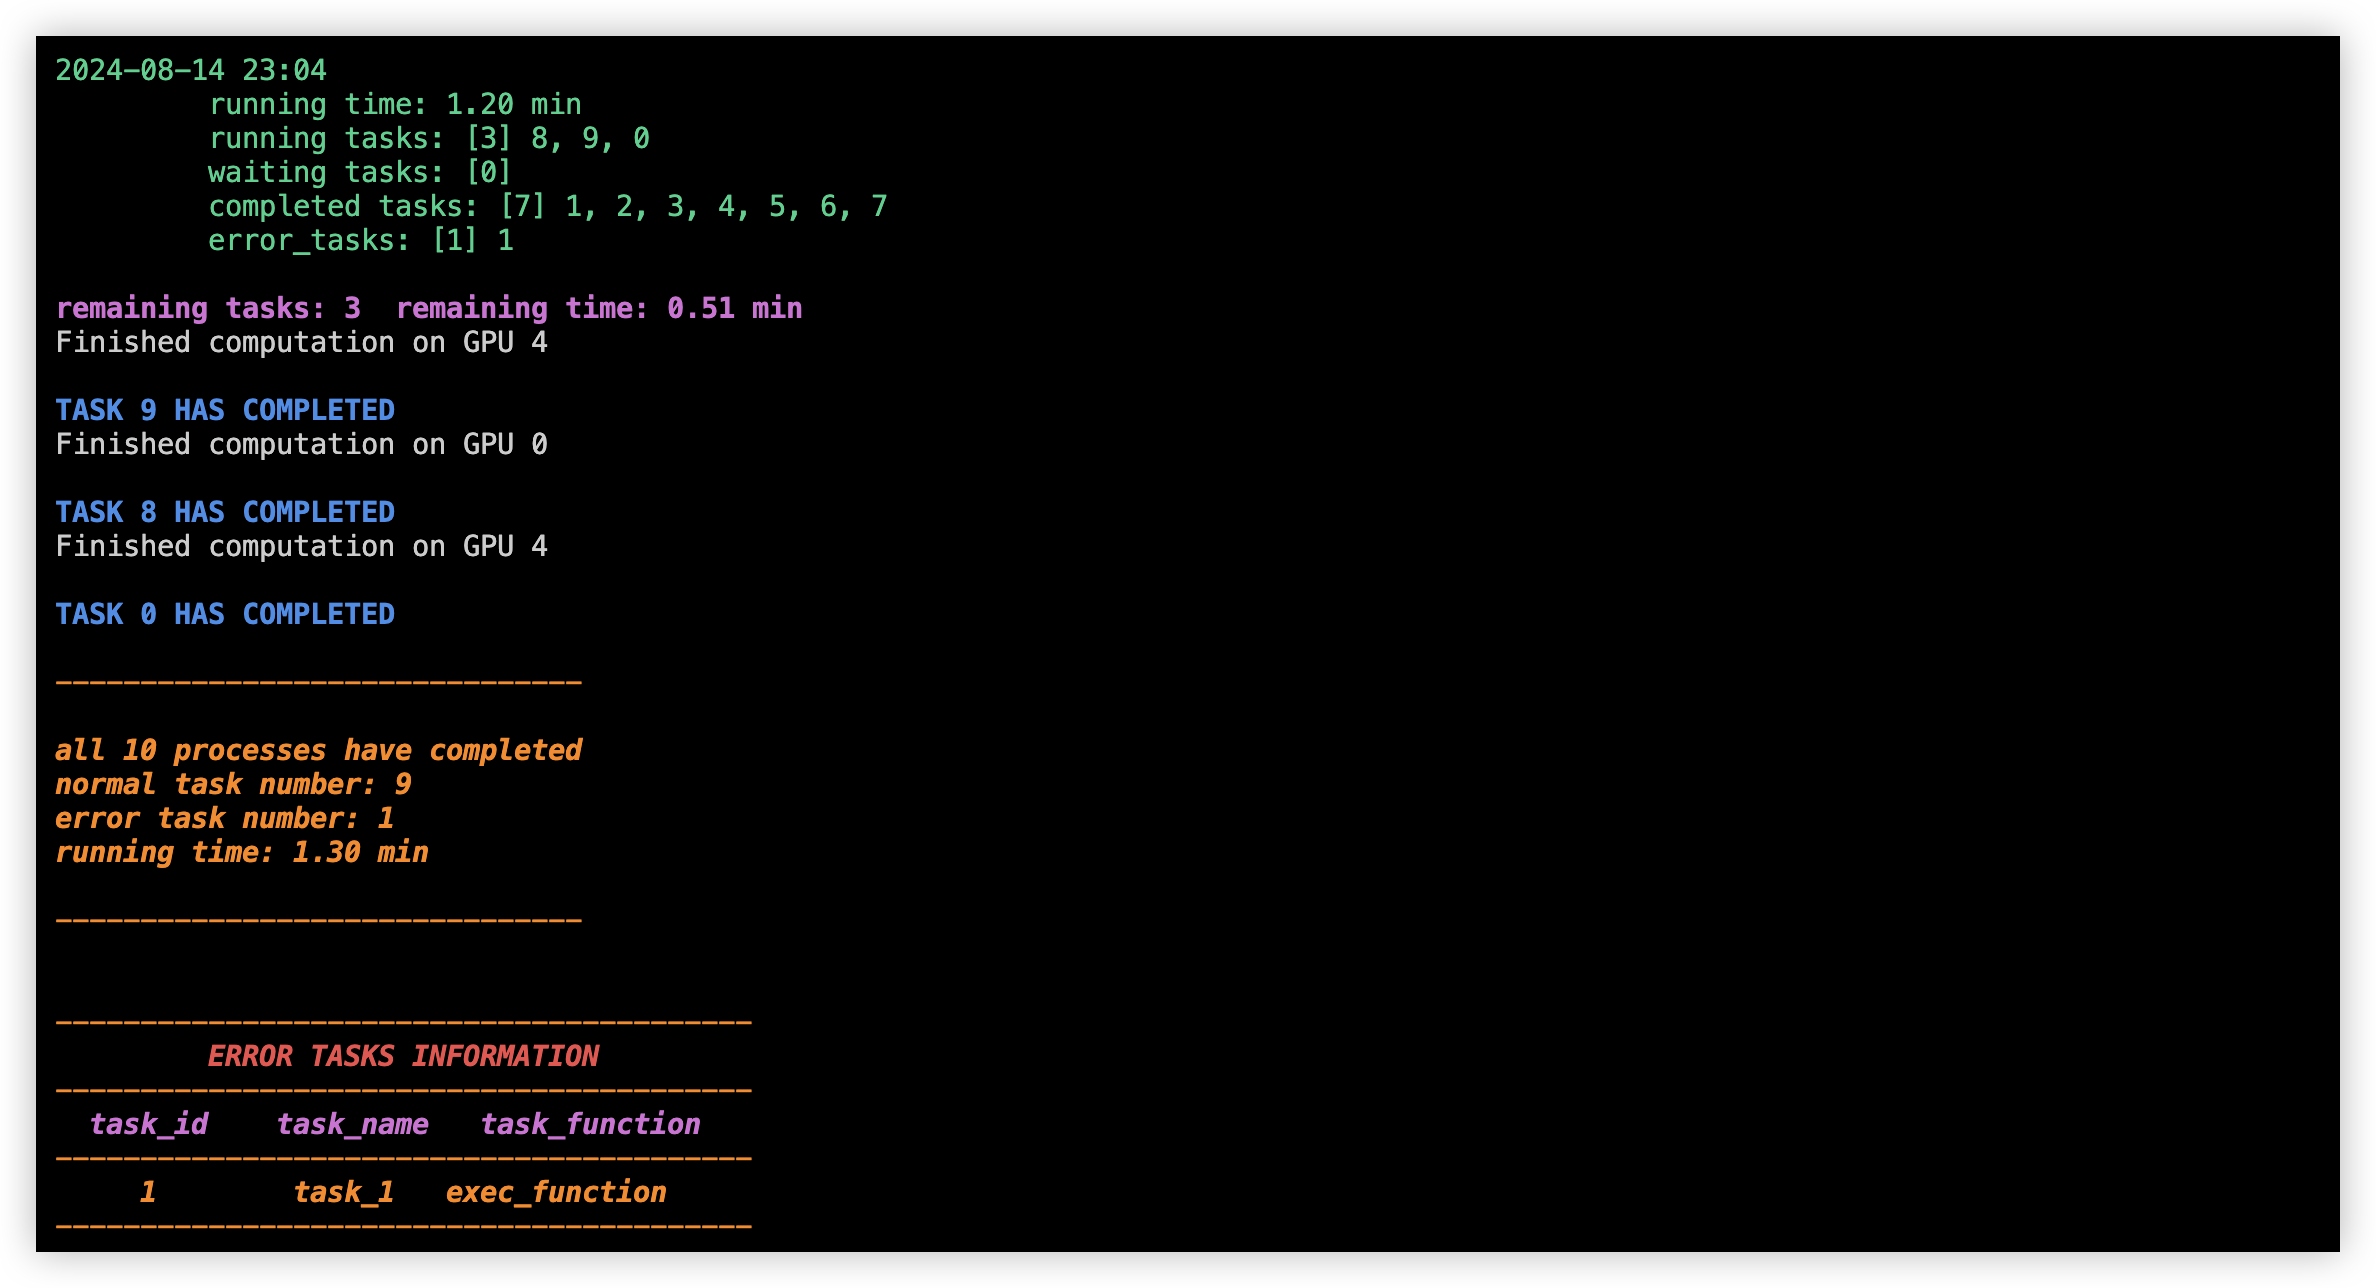 2024-08-14 23:04
running time: 1.20 min
running tasks: [3] 8, 9, 0
waiting tasks: [0]
completed tasks: [7] 1, 2, 3, 4, 5, 6, 7
error_tasks: [1] 1
remaining tasks: 3  remaining time: 0.51 min
Finished computation on GPU 4
TASK 9 HAS COMPLETED
Finished computation on GPU 0
TASK 8 HAS COMPLETED
Finished computation on GPU 4
TASK 0 HAS COMPLETED
-------------------------------
all 10 processes have completed
normal task number: 9
error task number: 1
running time: 1.30 min
-------------------------------
-----------------------------------------
ERROR TASKS INFORMATION
-----------------------------------------
task_id    task_name   task_function
-----------------------------------------
1        task_1   exec_function
-----------------------------------------